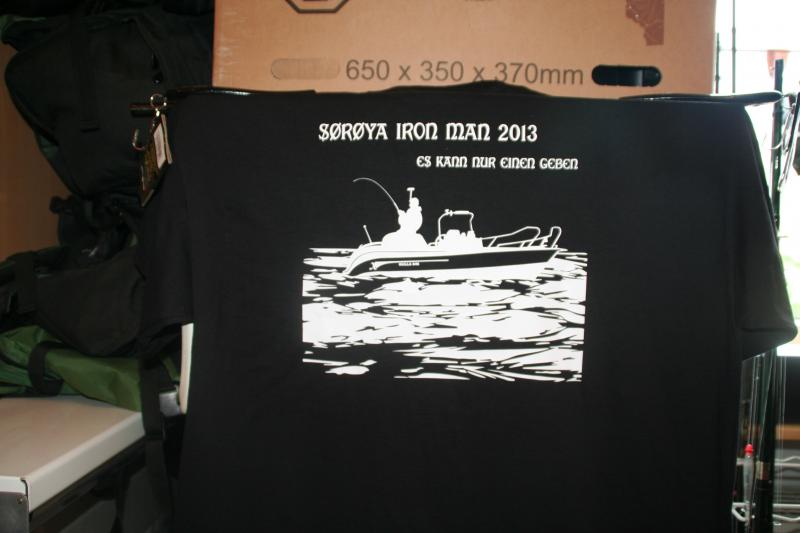 650 x 350 x 370mm
SØRØYA IRON MAN 2013
ES KANN NUR EINEN GEBEN